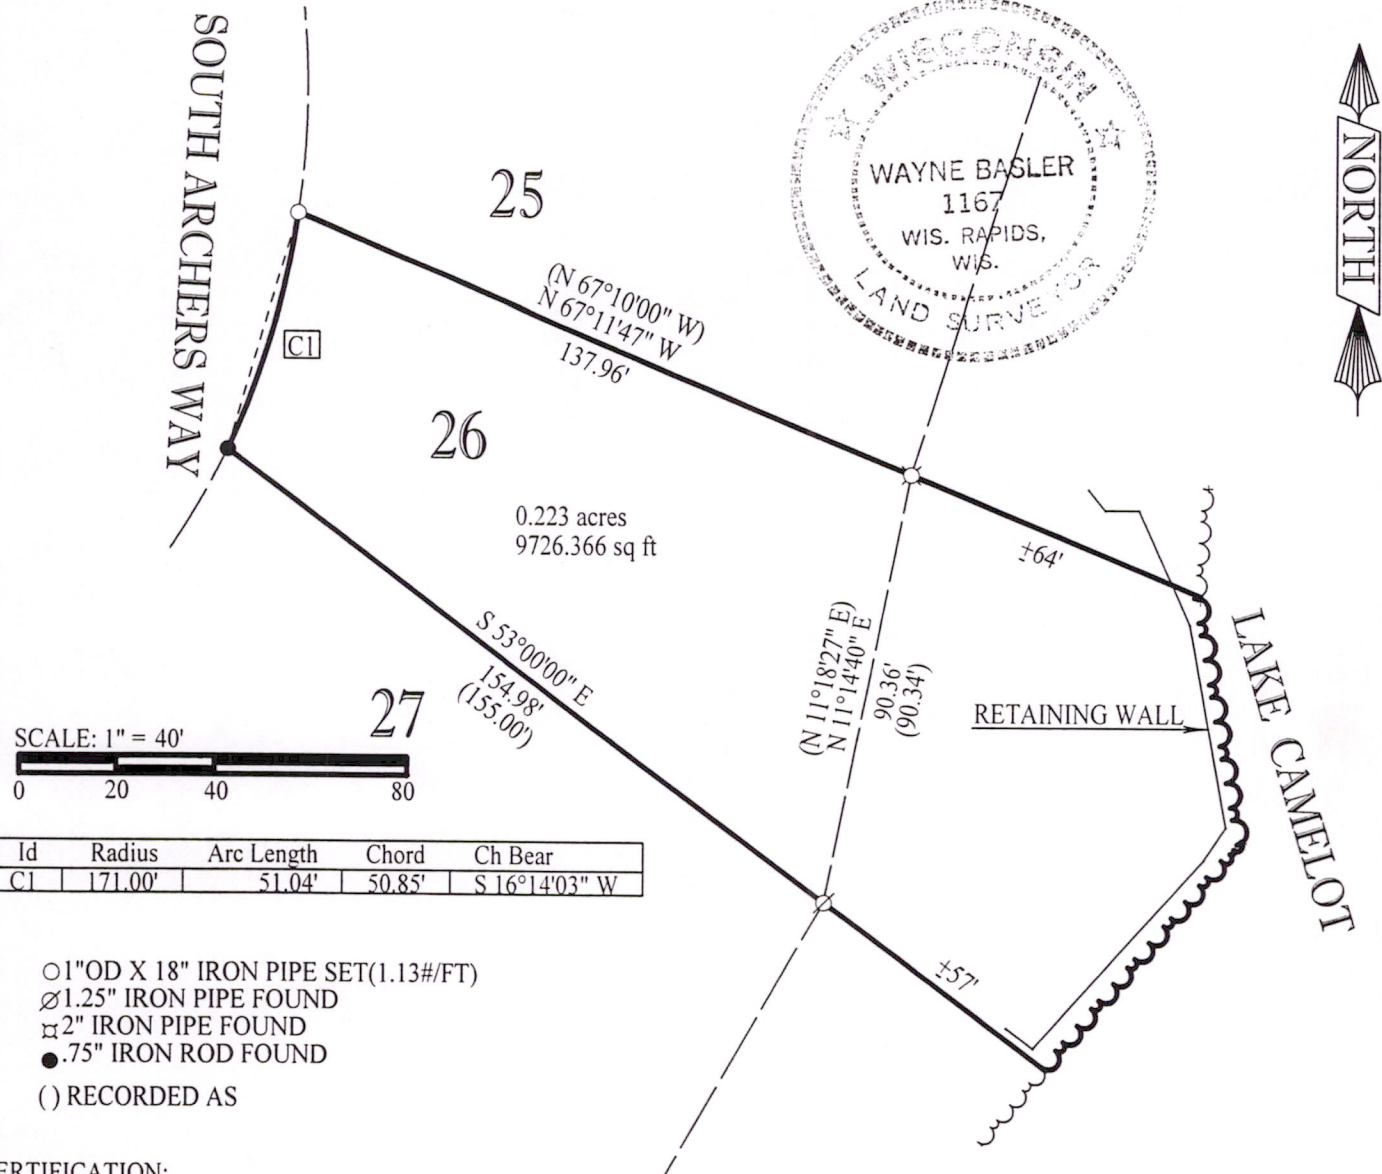 SOUTH ARCHERS WAY
WISCONSIN
WAYNE BASLER
1167
WIS. RAPIDS,
WIS.
LAND SURVEYOR
NORTH
25
(N 67°10'00" W)
N 67°11'47" W
137.96'
C1
26
0.223 acres
9726.366 sq ft
±64'
S 53°00'00" E
154.98'
(155.00')
(N 11°18'27" E)
N 11°14'40" E
90.36'
(90.34')
RETAINING WALL
LAKE CAMELOT
27
SCALE: 1" = 40'
0 20 40 80
Id Radius Arc Length Chord Ch Bear
C1 171.00' 51.04' 50.85' S 16°14'03" W
±57'
1"OD X 18" IRON PIPE SET(1.13#/FT)
1.25" IRON PIPE FOUND
2" IRON PIPE FOUND
.75" IRON ROD FOUND
( ) RECORDED AS
ERTIFICATION: